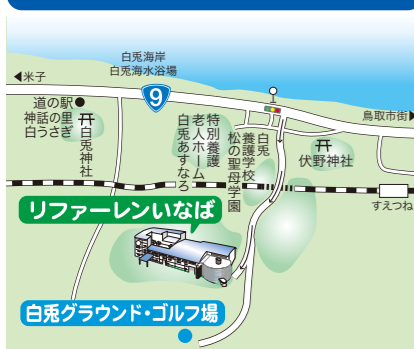 白兎海岸
白兎海水浴場
◀米子
9
道の駅●
神話の里
白うさぎ
白兎神社
鳥取市街▶
特別養護
老人ホーム
白兎あすなろ
白兎
養護学校
松の聖母学園
伏野神社
すえつね
リファーレンいなば
白兎グラウンド・ゴルフ場